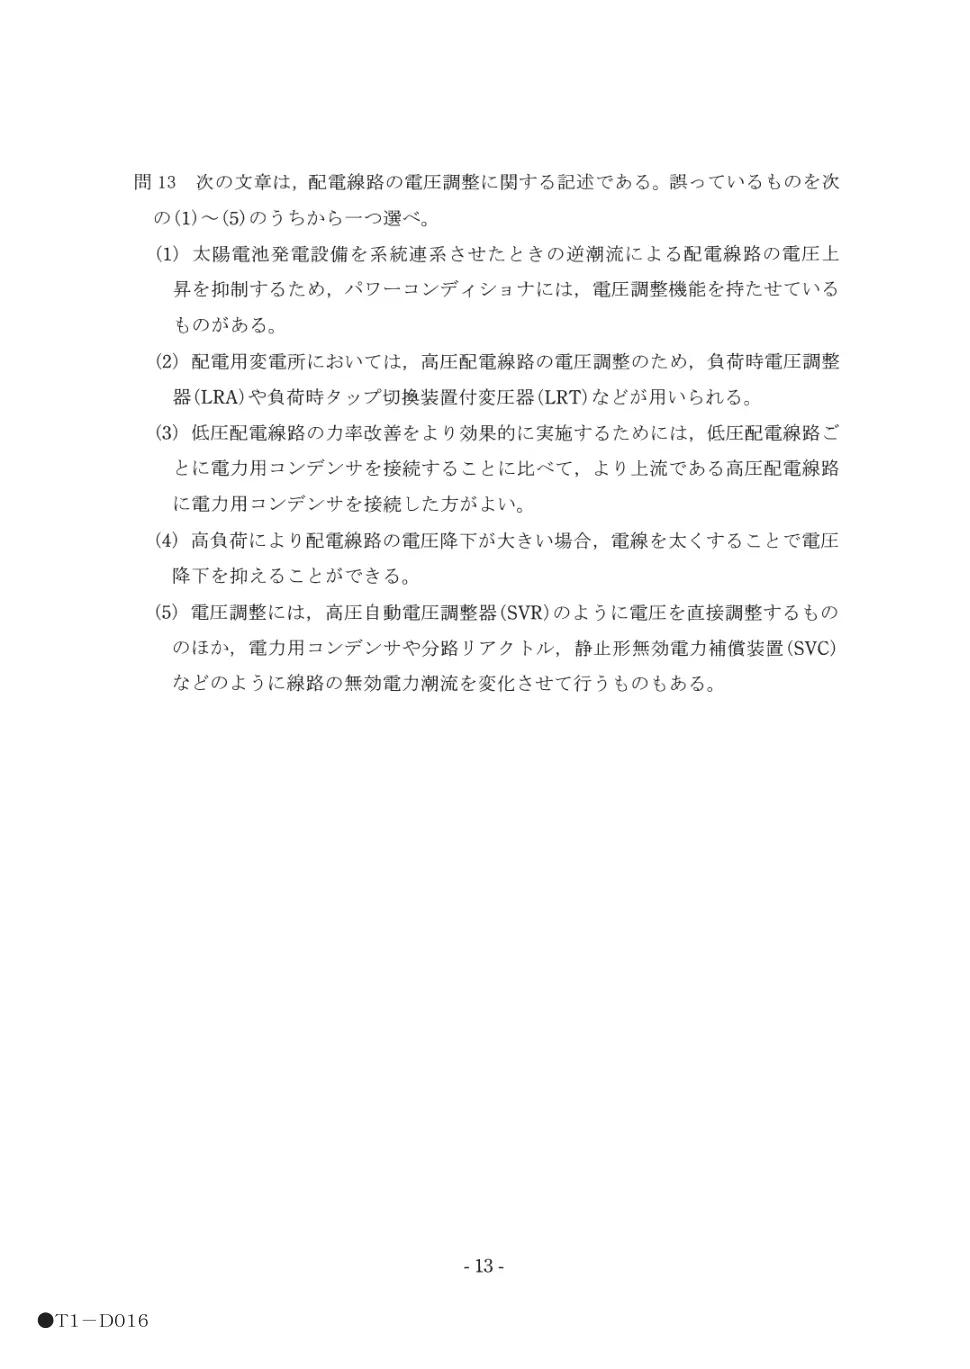 問 13　次の文章は，配電線路の電圧調整に関する記述である。誤っているものを次
の(1)～(5)のうちから一つ選べ。
(1) 太陽電池発電設備を系統連系させたときの逆潮流による配電線路の電圧上
昇を抑制するため，パワーコンディショナには，電圧調整機能を持たせている
ものがある。
(2) 配電用変電所においては，高圧配電線路の電圧調整のため，負荷時電圧調整
器(LRA)や負荷時タップ切換装置付変圧器(LRT)などが用いられる。
(3) 低圧配電線路の力率改善をより効果的に実施するためには，低圧配電線路ご
とに電力用コンデンサを接続することに比べて，より上流である高圧配電線路
に電力用コンデンサを接続した方がよい。
(4) 高負荷により配電線路の電圧降下が大きい場合，電線を太くすることで電圧
降下を抑えることができる。
(5) 電圧調整には，高圧自動電圧調整器(SVR)のように電圧を直接調整するもの
のほか，電力用コンデンサや分路リアクトル，静止形無効電力補償装置(SVC)
などのように線路の無効電力潮流を変化させて行うものもある。
- 13 -
●T1－D016